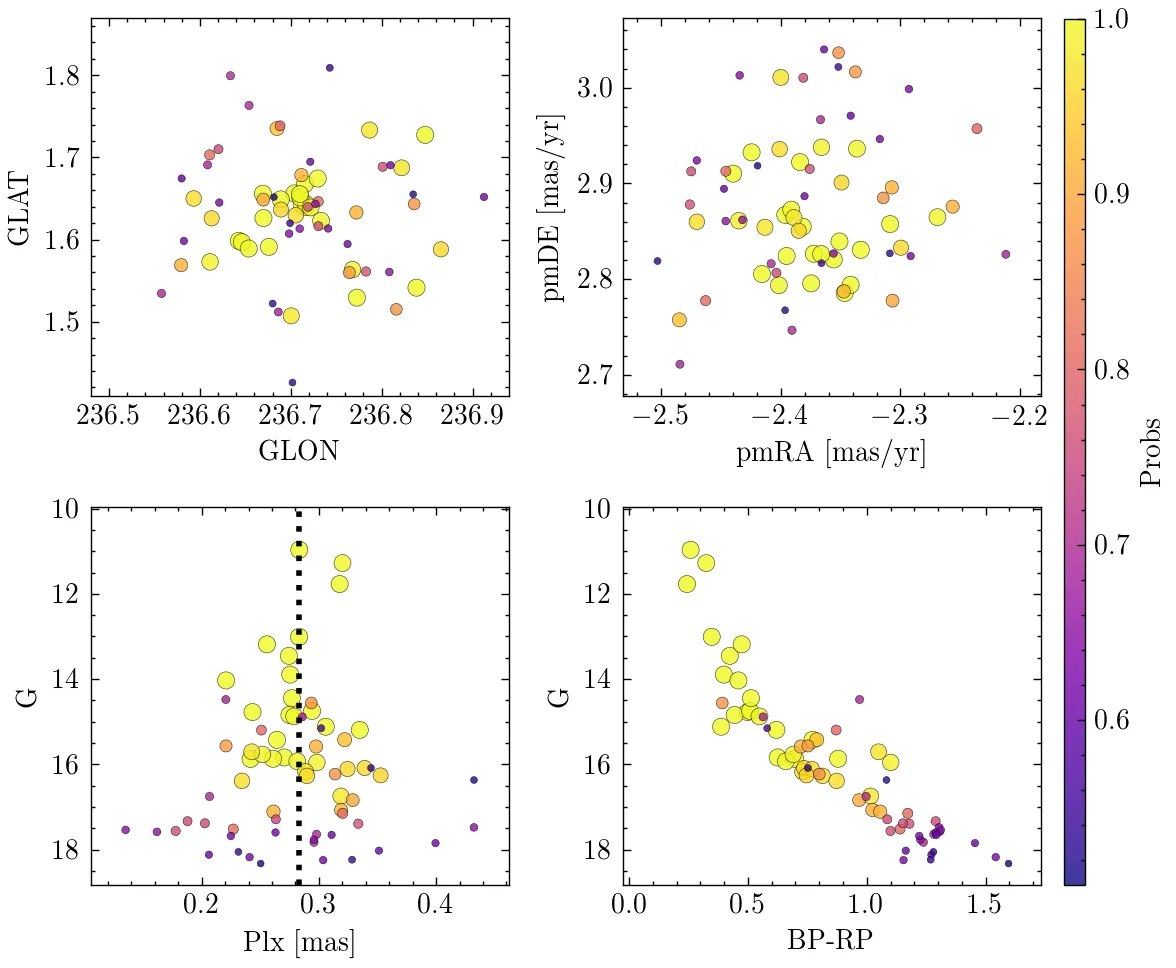 GLAT
1.8
1.7
1.6
1.5
236.5 236.6 236.7 236.8 236.9
GLON
pmDE [mas/yr]
3.0
2.9
2.8
2.7
−2.5 −2.4 −2.3 −2.2
pmRA [mas/yr]
G
10
12
14
16
18
0.2 0.3 0.4
Plx [mas]
G
10
12
14
16
18
0.0 0.5 1.0 1.5
BP-RP
1.0
0.9
0.8
0.7
0.6
Probs